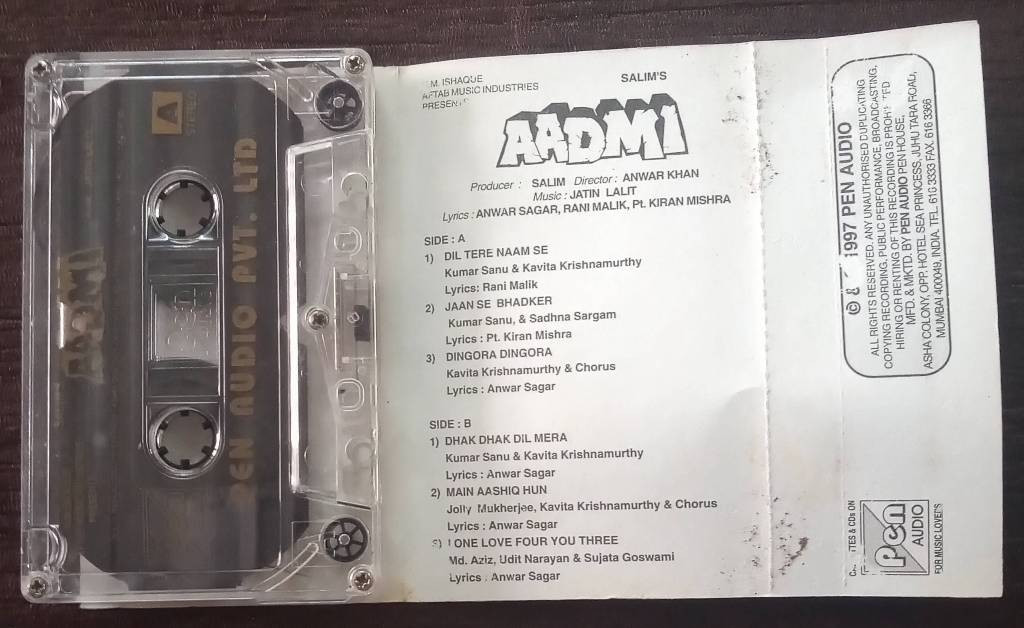 A
STEREO
AADMI
PEN AUDIO PVT. LTD
M. ISHAQUE
AFTAB MUSIC INDUSTRIES
PRESENTS
SALIM'S
AADMI
Producer : SALIM Director : ANWAR KHAN
Music : JATIN LALIT
Lyrics : ANWAR SAGAR, RANI MALIK, Pt. KIRAN MISHRA
SIDE : A
1) DIL TERE NAAM SE
Kumar Sanu & Kavita Krishnamurthy
Lyrics: Rani Malik
2) JAAN SE BHADKER
Kumar Sanu, & Sadhna Sargam
Lyrics : Pt. Kiran Mishra
3) DINGORA DINGORA
Kavita Krishnamurthy & Chorus
Lyrics : Anwar Sagar
SIDE : B
1) DHAK DHAK DIL MERA
Kumar Sanu & Kavita Krishnamurthy
Lyrics : Anwar Sagar
2) MAIN AASHIQ HUN
Jolly Mukherjee, Kavita Krishnamurthy & Chorus
Lyrics : Anwar Sagar
3) I ONE LOVE FOUR YOU THREE
Md. Aziz, Udit Narayan & Sujata Goswami
Lyrics : Anwar Sagar
© & 1997 PEN AUDIO
ALL RIGHTS RESERVED. ANY UNAUTHORISED DUPLICATING
COPYING RECORDING, PUBLIC PERFORMANCE, BROADCASTING,
HIRING OR RENTING OF THIS RECORDING IS PROHIBITED
MFD. & MKTD. BY PEN AUDIO PEN HOUSE,
ASHA COLONY, OPP. HOTEL SEA PRINCESS, JUHU TARA ROAD,
MUMBAI 400049, INDIA. TEL. 610 3333 FAX. 616 3366
& CDs ON
Pen
AUDIO
FOR MUSIC LOVERS